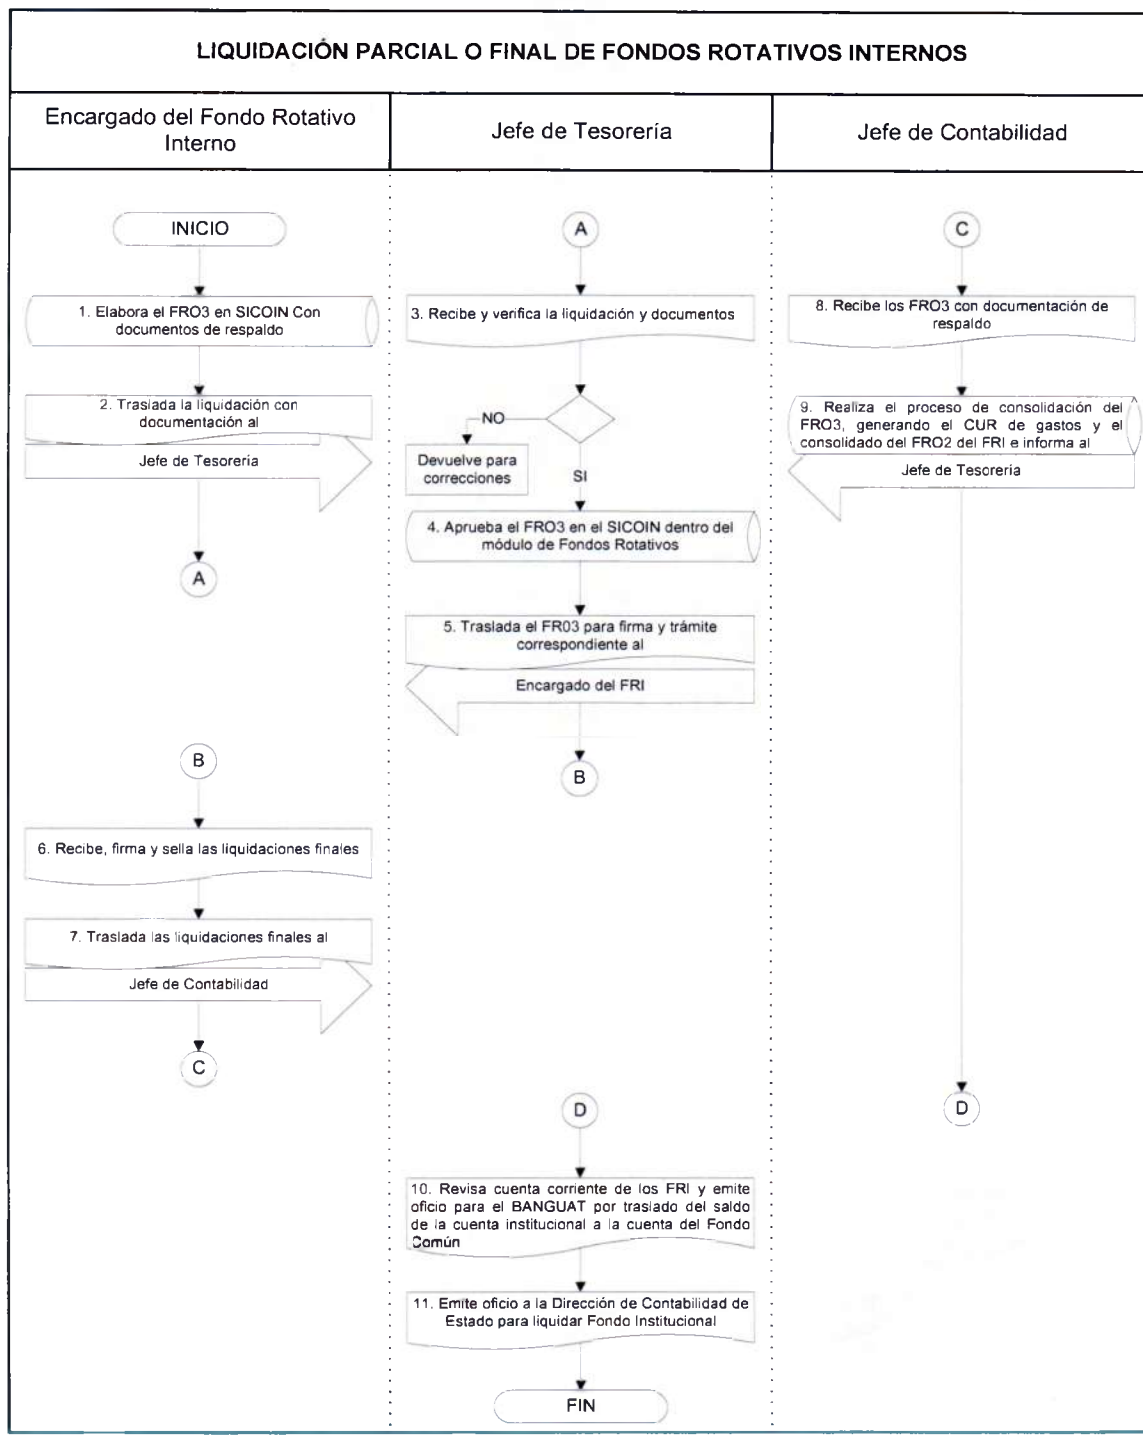 LIQUIDACIÓN PARCIAL O FINAL DE FONDOS ROTATIVOS INTERNOS
Encargado del Fondo Rotativo
Interno
Jefe de Tesorería
Jefe de Contabilidad
INICIO
1. Elabora el FRO3 en SICOIN Con
documentos de respaldo
2. Traslada la liquidación con
documentación al
Jefe de Tesoreria
A
B
6. Recibe, firma y sella las liquidaciones finales
7. Traslada las liquidaciones finales al
Jefe de Contabilidad
C
A
3. Recibe y verifica la liquidación y documentos
NO
Devuelve para
correcciones
SI
4. Aprueba el FRO3 en el SICOIN dentro del
módulo de Fondos Rotativos
5. Traslada el FR03 para firma y trámite
correspondiente al
Encargado del FRI
B
D
10. Revisa cuenta corriente de los FRI y emite
oficio para el BANGUAT por traslado del saldo
de la cuenta institucional a la cuenta del Fondo
Común
11. Emite oficio a la Dirección de Contabilidad de
Estado para liquidar Fondo Institucional
FIN
C
8. Recibe los FRO3 con documentación de
respaldo
9. Realiza el proceso de consolidación del
FRO3, generando el CUR de gastos y el
consolidado del FRO2 del FRI e informa al
Jefe de Tesoreria
D